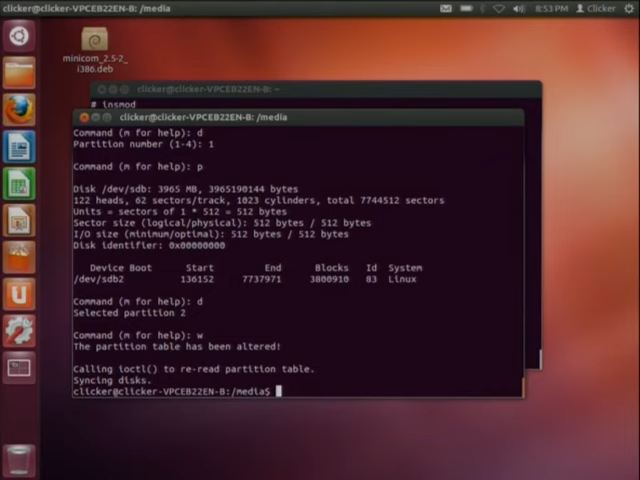 clicker@clicker-VPCEB22EN-B: /media
8:53 PM
Clicker
minicom_2.5-2_
i386.deb
clicker@clicker-VPCEB22EN-B: ~
# insmod
clicker@clicker-VPCEB22EN-B: /media
Command (m for help): d
Partition number (1-4): 1
Command (m for help): p
Disk /dev/sdb: 3965 MB, 3965190144 bytes
122 heads, 62 sectors/track, 1023 cylinders, total 7744512 sectors
Units = sectors of 1 * 512 = 512 bytes
Sector size (logical/physical): 512 bytes / 512 bytes
I/O size (minimum/optimal): 512 bytes / 512 bytes
Disk identifier: 0x00000000
Device Boot Start End Blocks Id System
/dev/sdb2 136152 7737971 3800910 83 Linux
Command (m for help): d
Selected partition 2
Command (m for help): w
The partition table has been altered!
Calling ioctl() to re-read partition table.
Syncing disks.
clicker@clicker-VPCEB22EN-B:/media$